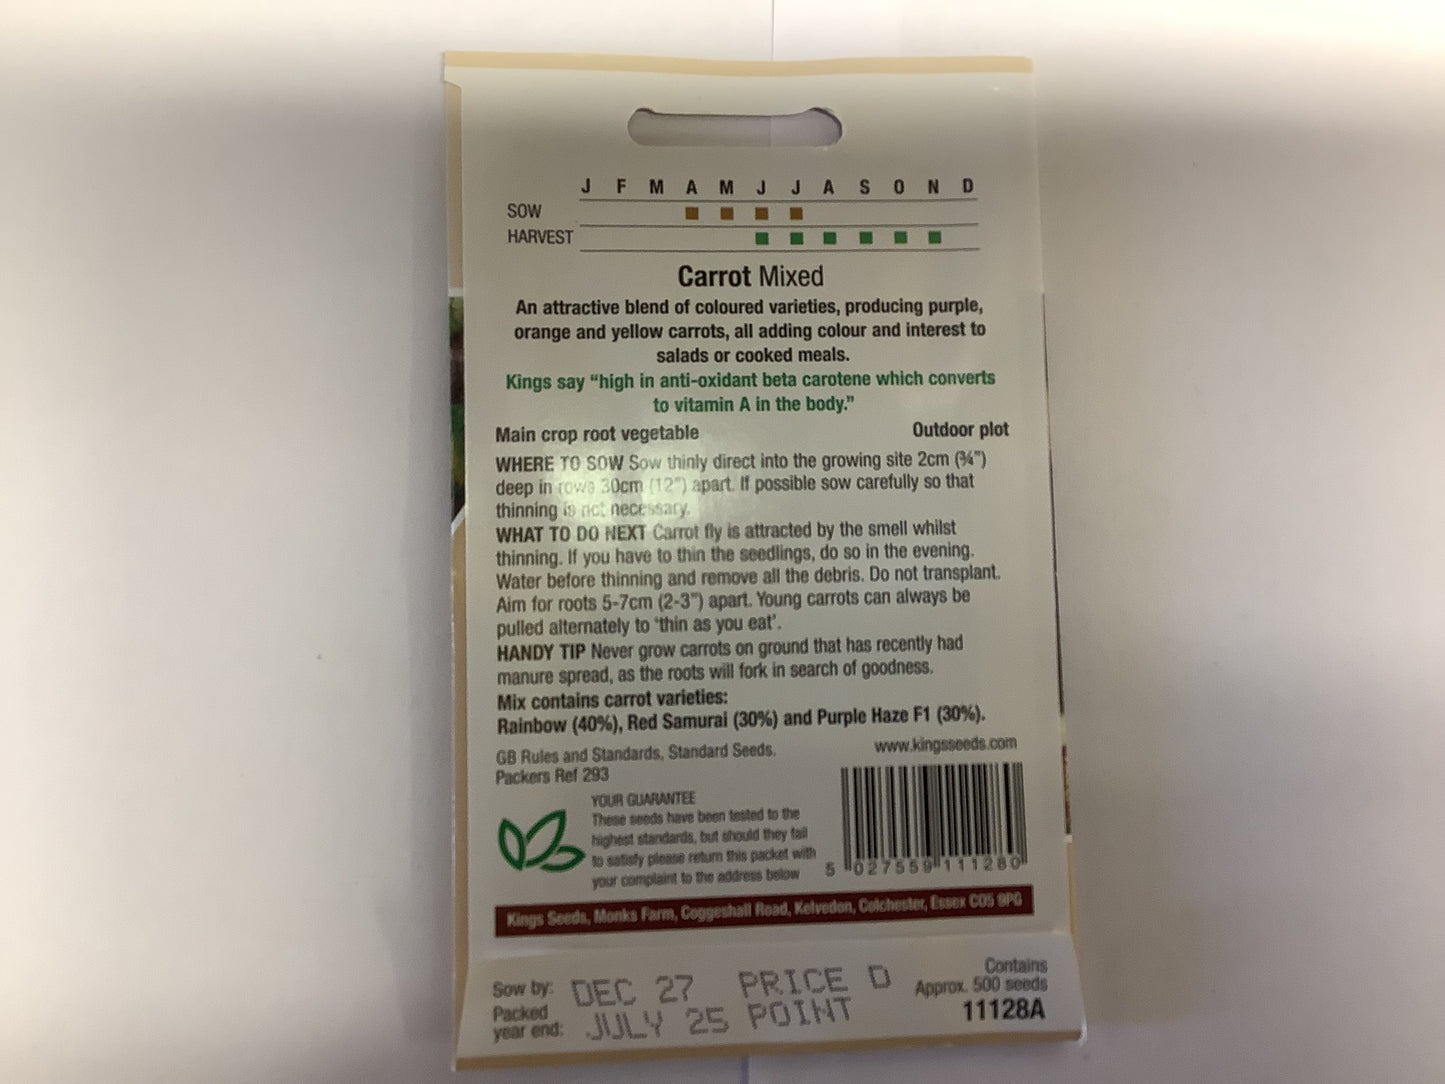 J F M A M J J A S O N D
SOW
HARVEST
Carrot Mixed
An attractive blend of coloured varieties, producing purple,
orange and yellow carrots, all adding colour and interest to
salads or cooked meals.
Kings say “high in anti-oxidant beta carotene which converts
to vitamin A in the body.”
Main crop root vegetable Outdoor plot
WHERE TO SOW Sow thinly direct into the growing site 2cm (¾”)
deep in rows 30cm (12”) apart. If possible sow carefully so that
thinning is not necessary.
WHAT TO DO NEXT Carrot fly is attracted by the smell whilst
thinning. If you have to thin the seedlings, do so in the evening.
Water before thinning and remove all the debris. Do not transplant.
Aim for roots 5-7cm (2-3”) apart. Young carrots can always be
pulled alternately to ‘thin as you eat’.
HANDY TIP Never grow carrots on ground that has recently had
manure spread, as the roots will fork in search of goodness.
Mix contains carrot varieties:
Rainbow (40%), Red Samurai (30%) and Purple Haze F1 (30%).
GB Rules and Standards, Standard Seeds. www.kingsseeds.com
Packers Ref 293
YOUR GUARANTEE
These seeds have been tested to the
highest standards, but should they fail
to satisfy please return this packet with
your complaint to the address below
5 027559 111280
Kings Seeds, Monks Farm, Coggeshall Road, Kelvedon, Colchester, Essex CO5 9PG
Sow by: DEC 27 PRICE D
Packed
year end: JULY 25 POINT
Contains
Approx. 500 seeds
11128A